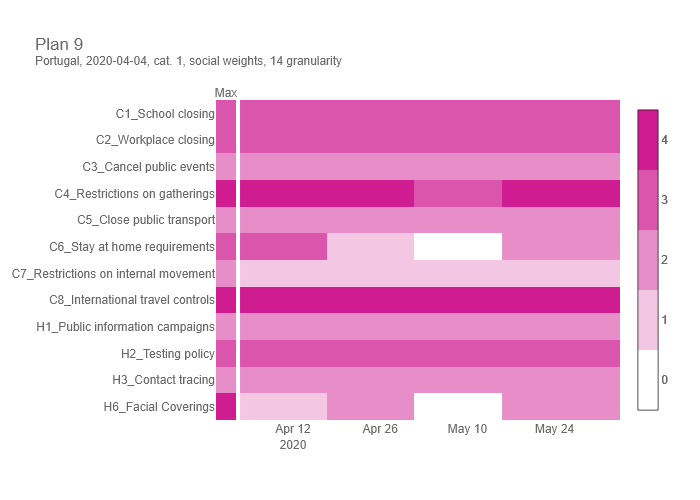 Plan 9
Portugal, 2020-04-04, cat. 1, social weights, 14 granularity
Max
C1_School closing
C2_Workplace closing
C3_Cancel public events
C4_Restrictions on gatherings
C5_Close public transport
C6_Stay at home requirements
C7_Restrictions on internal movement
C8_International travel controls
H1_Public information campaigns
H2_Testing policy
H3_Contact tracing
H6_Facial Coverings
Apr 12
2020
Apr 26
May 10
May 24
4
3
2
1
0